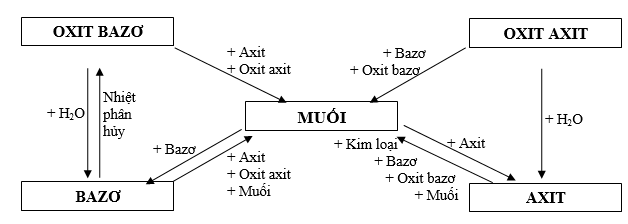 OXIT BAZƠ
OXIT AXIT
+ Axit
+ Oxit axit
+ Bazơ
+ Oxit bazơ
+ H₂O
Nhiệt
phân
hủy
MUỐI
+ H₂O
+ Bazơ
+ Axit
+ Oxit axit
+ Muối
+ Kim loại
+ Bazơ
+ Oxit bazơ
+ Muối
+ Axit
BAZƠ
AXIT